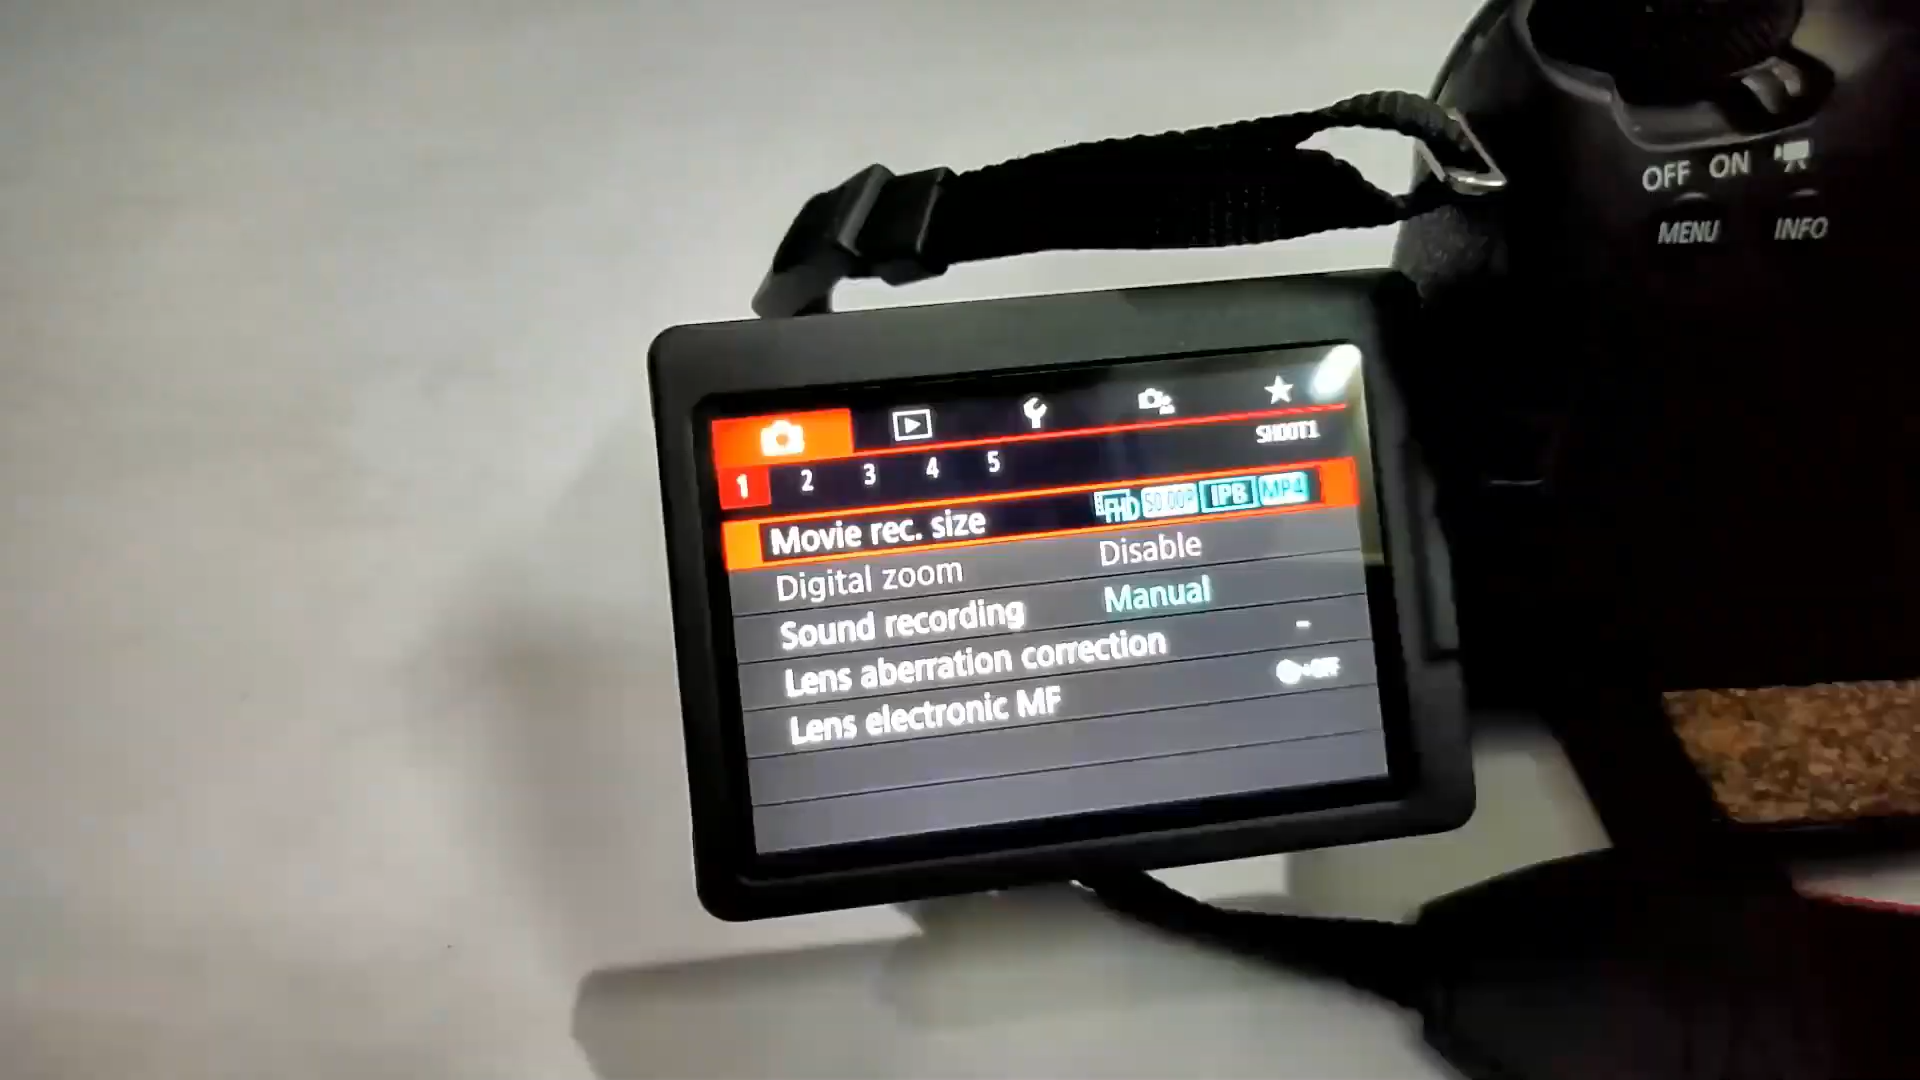 OFF ON
MENU INFO
SHOOT1
1 2 3 4 5
Movie rec. size FHD 50.00P IPB MP4
Digital zoom Disable
Sound recording Manual
Lens aberration correction -
Lens electronic MF OFF